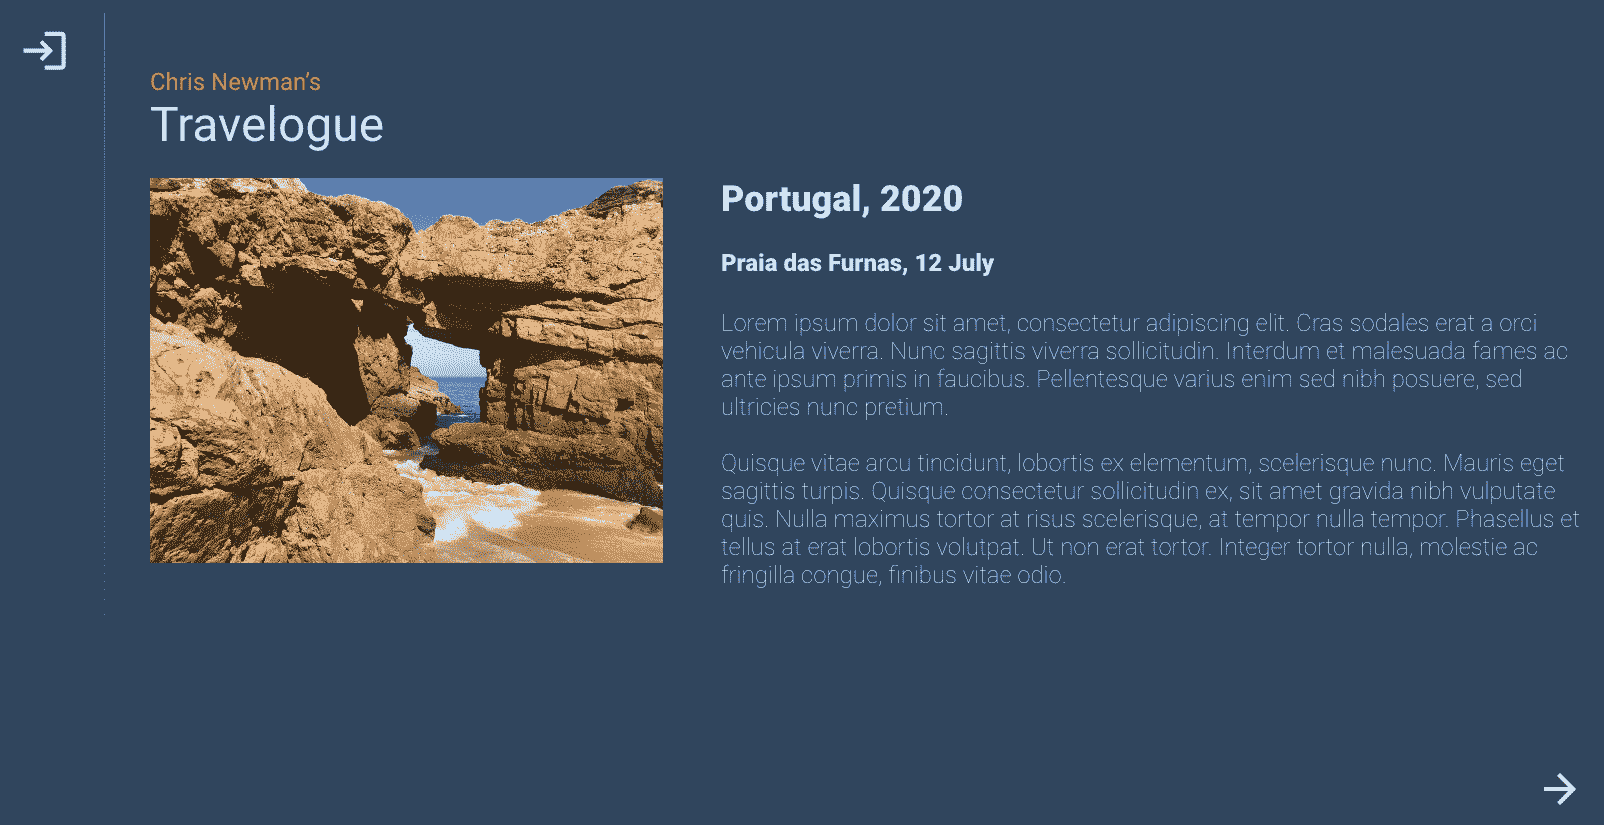 Chris Newman’s
Travelogue
Portugal, 2020
Praia das Furnas, 12 July
Lorem ipsum dolor sit amet, consectetur adipiscing elit. Cras sodales erat a orci
vehicula viverra. Nunc sagittis viverra sollicitudin. Interdum et malesuada fames ac
ante ipsum primis in faucibus. Pellentesque varius enim sed nibh posuere, sed
ultricies nunc pretium.
Quisque vitae arcu tincidunt, lobortis ex elementum, scelerisque nunc. Mauris eget
sagittis turpis. Quisque consectetur sollicitudin ex, sit amet gravida nibh vulputate
quis. Nulla maximus tortor at risus scelerisque, at tempor nulla tempor. Phasellus et
tellus at erat lobortis volutpat. Ut non erat tortor. Integer tortor nulla, molestie ac
fringilla congue, finibus vitae odio.